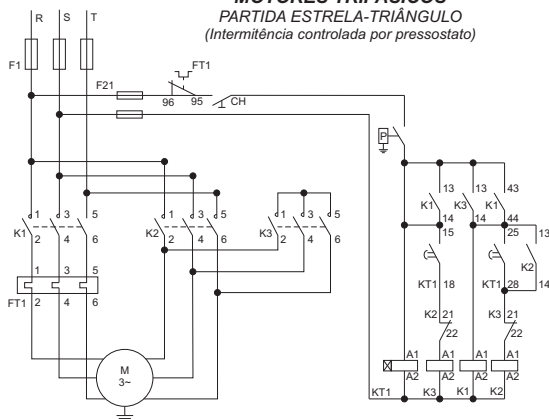 MOTORES TRIFÁSICOS
PARTIDA ESTRELA-TRIÂNGULO
(Intermitência controlada por pressostato)
R S T
F1
F21
FT1
96 95 CH
P
K1 1 3 5
2 4 6
K2 1 3 5
2 4 6
K3 1 3 5
2 4 6
1 3 5
FT1 2 4 6
M
3~
13 13 43
K1 K3 K1
14 14 44
15 25 13
K2
KT1 18 KT1 28 14
K2 21 K3 21
22 22
A1 A1 A1 A1
A2 A2 A2 A2
KT1 K3 K1 K2